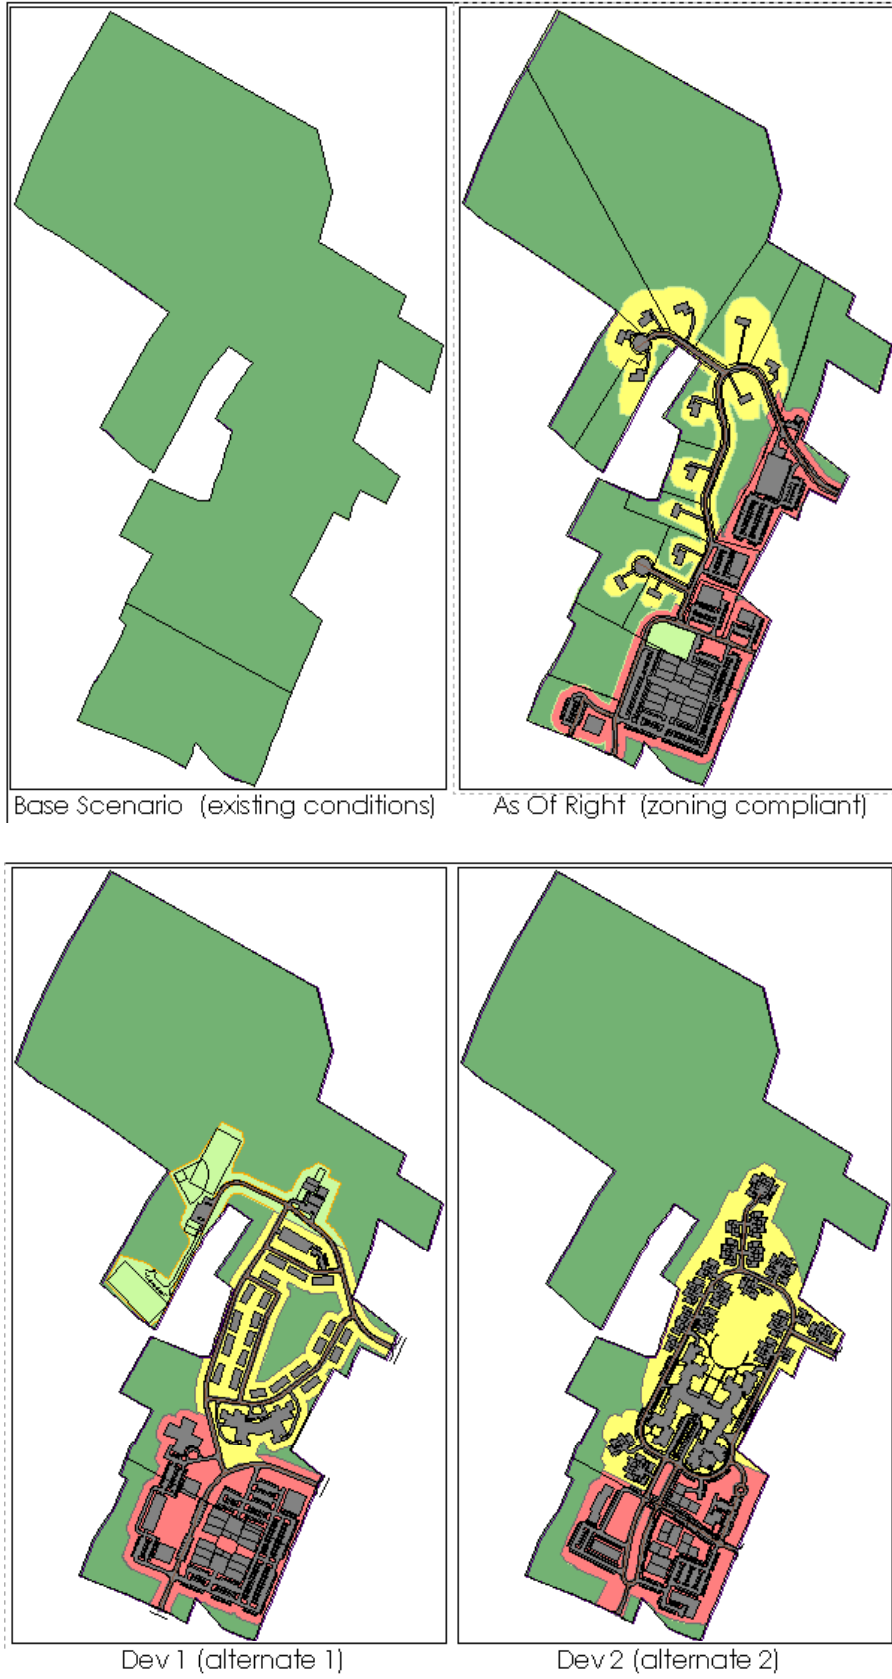 Base Scenario (existing conditions)
As Of Right (zoning compliant)
Dev 1 (alternate 1)
Dev 2 (alternate 2)